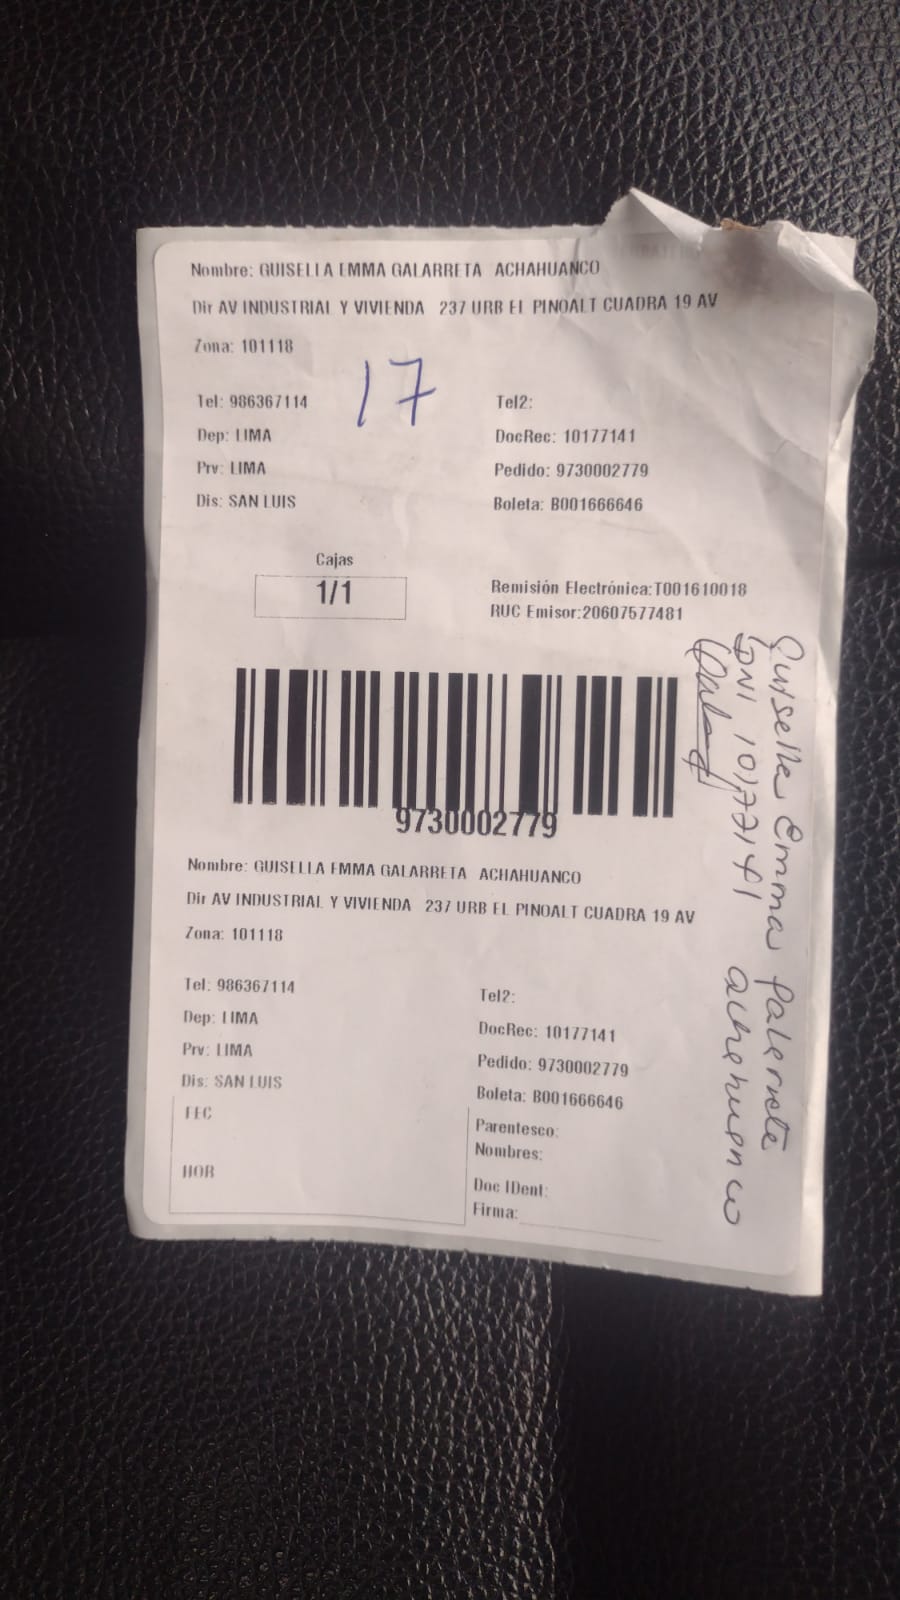 Nombre: GUISELLA EMMA GALARRETA ACHAHUANCO
Dir AV INDUSTRIAL Y VIVIENDA 237 URB EL PINOALT CUADRA 19 AV
Zona: 101118
17
Tel: 986367114
Tel2:
Dep: LIMA
DocRec: 10177141
Prv: LIMA
Pedido: 9730002779
Dis: SAN LUIS
Boleta: B001666646
Cajas
1/1
Remisión Electrónica:T001610018
RUC Emisor:20607577481
9730002779
Nombre: GUISELLA EMMA GALARRETA ACHAHUANCO
Dir AV INDUSTRIAL Y VIVIENDA 237 URB EL PINOALT CUADRA 19 AV
Zona: 101118
Tel: 986367114
Tel2:
Dep: LIMA
DocRec: 10177141
Prv: LIMA
Pedido: 9730002779
Dis: SAN LUIS
Boleta: B001666646
FEC
Parentesco:
Nombres:
HOR
Doc IDent:
Firma:
Guisella Emma
DNI 10177141